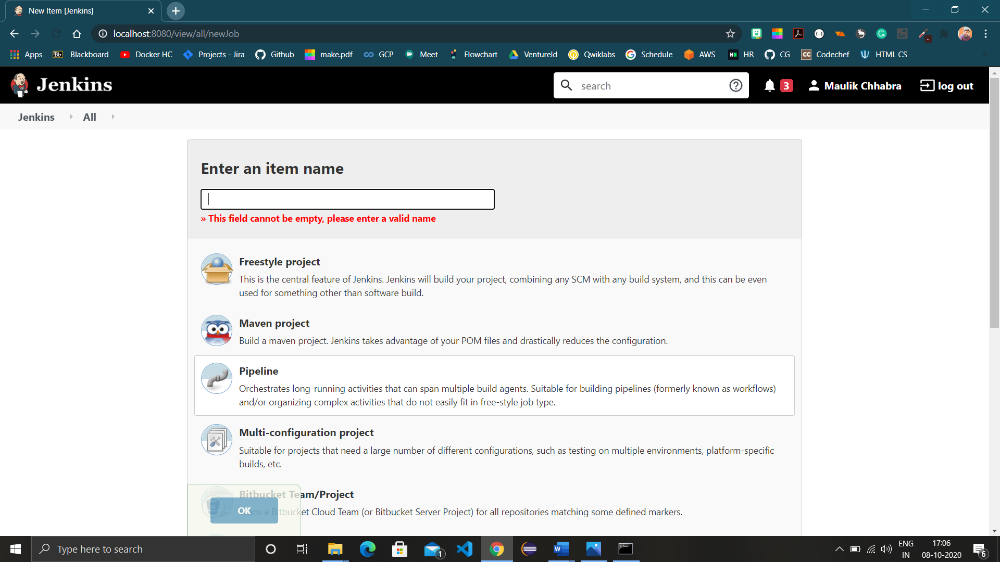 New Item [Jenkins]
localhost:8080/view/all/newJob
Apps Bb Blackboard Docker HC Projects - Jira Github make.pdf GCP Meet Flowchart Ventureld Qwiklabs Schedule AWS HR CG CC Codechef HTML CS
Jenkins search 3 Maulik Chhabra log out
Jenkins All
Enter an item name
» This field cannot be empty, please enter a valid name
Freestyle project
This is the central feature of Jenkins. Jenkins will build your project, combining any SCM with any build system, and this can be even
used for something other than software build.
Maven project
Build a maven project. Jenkins takes advantage of your POM files and drastically reduces the configuration.
Pipeline
Orchestrates long-running activities that can span multiple build agents. Suitable for building pipelines (formerly known as workflows)
and/or organizing complex activities that do not easily fit in free-style job type.
Multi-configuration project
Suitable for projects that need a large number of different configurations, such as testing on multiple environments, platform-specific
builds, etc.
Bitbucket Team/Project
OK
Scans a Bitbucket Cloud Team (or Bitbucket Server Project) for all repositories matching some defined markers.
Type here to search
1
ENG
IN
17:06
08-10-2020
6